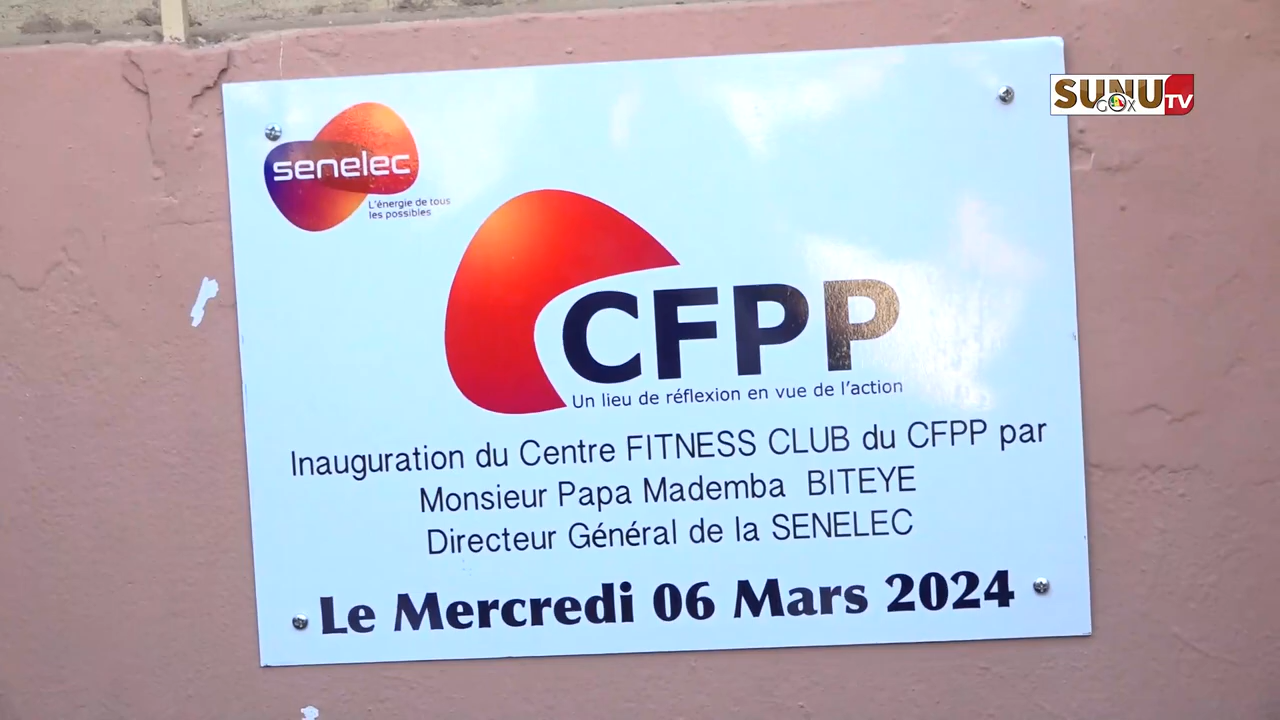 SUNU
GOX
TV
senelec
L'énergie de tous
les possibles
CFPP
Un lieu de réflexion en vue de l'action
Inauguration du Centre FITNESS CLUB du CFPP par
Monsieur Papa Mademba BITEYE
Directeur Général de la SENELEC
Le Mercredi 06 Mars 2024